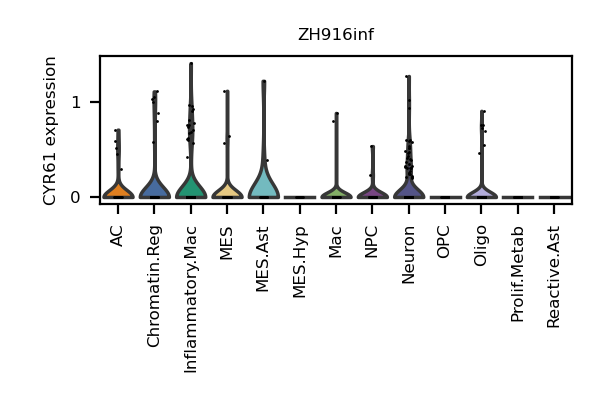 ZH916inf
CYR61 expression
1
0
AC
Chromatin.Reg
Inflammatory.Mac
MES
MES.Ast
MES.Hyp
Mac
NPC
Neuron
OPC
Oligo
Prolif.Metab
Reactive.Ast